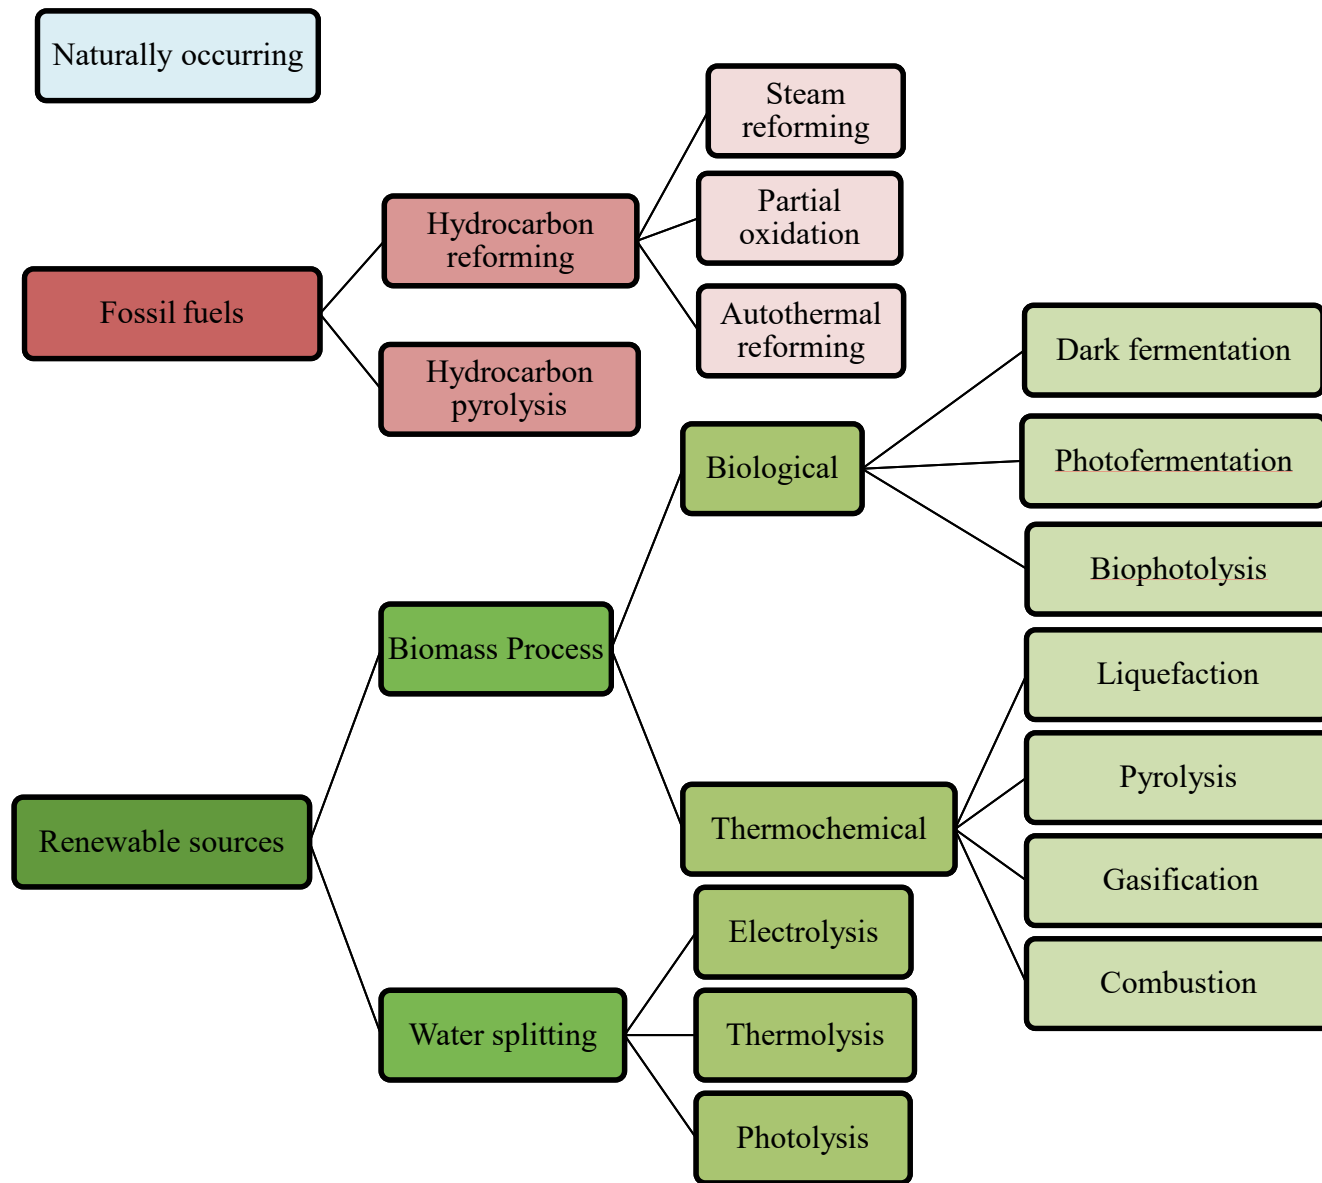 Naturally occurring
Steam
reforming
Partial
oxidation
Hydrocarbon
reforming
Fossil fuels
Autothermal
reforming
Hydrocarbon
pyrolysis
Dark fermentation
Biological
Photofermentation
Biophotolysis
Biomass Process
Liquefaction
Pyrolysis
Renewable sources
Thermochemical
Gasification
Electrolysis
Combustion
Water splitting
Thermolysis
Photolysis